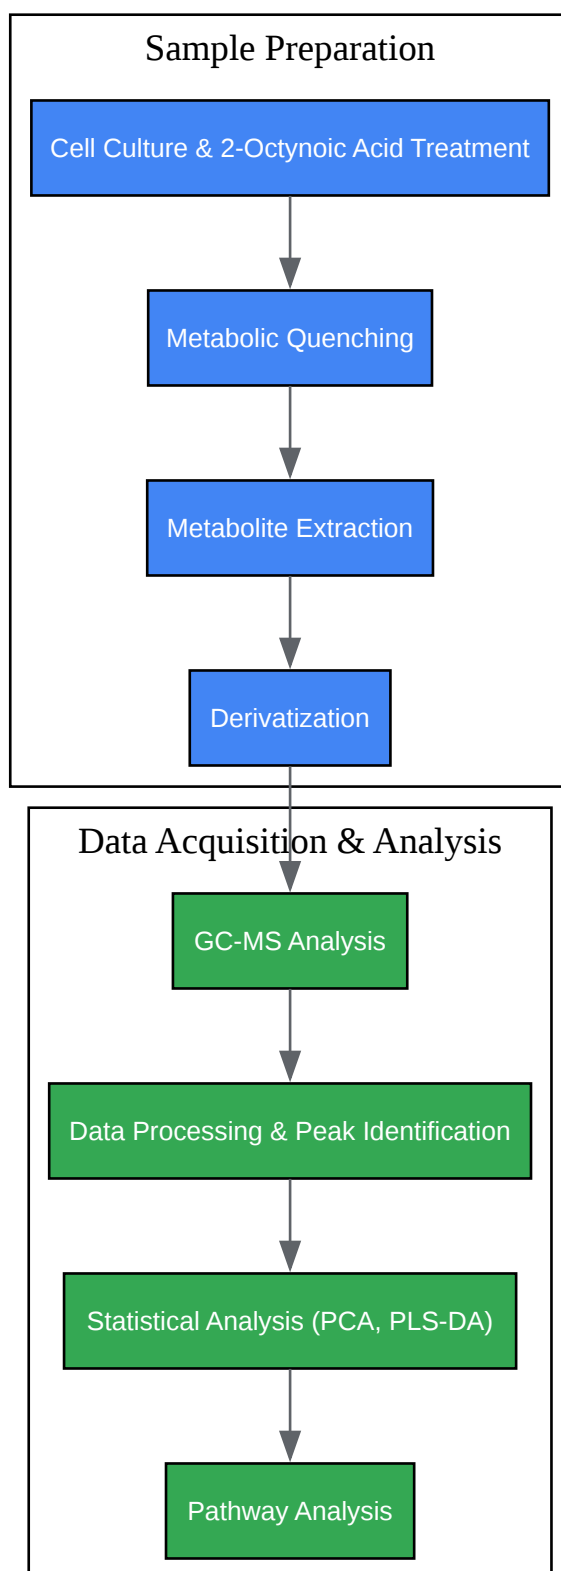 Sample Preparation
Cell Culture & 2-Octynoic Acid Treatment
Metabolic Quenching
Metabolite Extraction
Derivatization
Data Acquisition & Analysis
GC-MS Analysis
Data Processing & Peak Identification
Statistical Analysis (PCA, PLS-DA)
Pathway Analysis